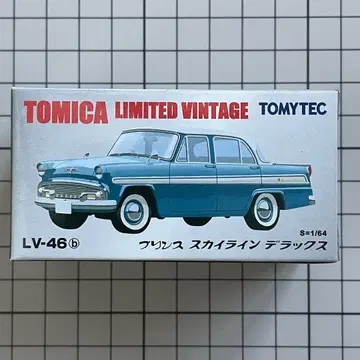 TOMICA LIMITED VINTAGE TOMYTEC
S=1/64
LV-46ⓑ プリンス スカイライン デラックス